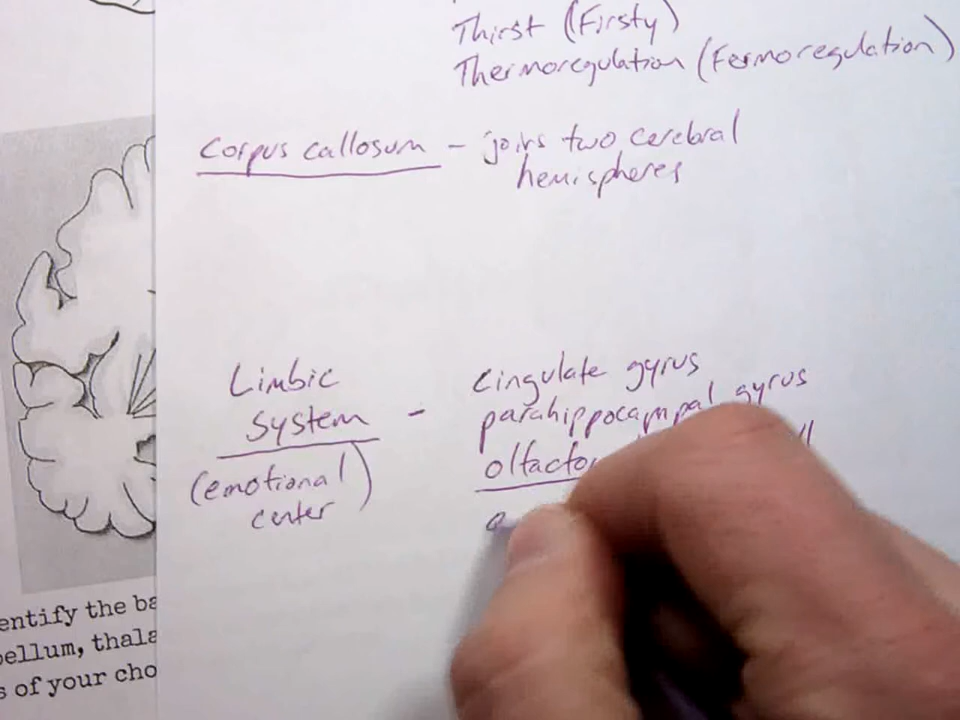 Thirst (Firsty)
Thermoregulation (Fermoregulation)
corpus callosum - joins two cerebral
hemispheres
Limbic
system -
(emotional)
center
cingulate gyrus
parahippocampal gyrus
olfacto
entify the ba
bellum, thala
s of your cho